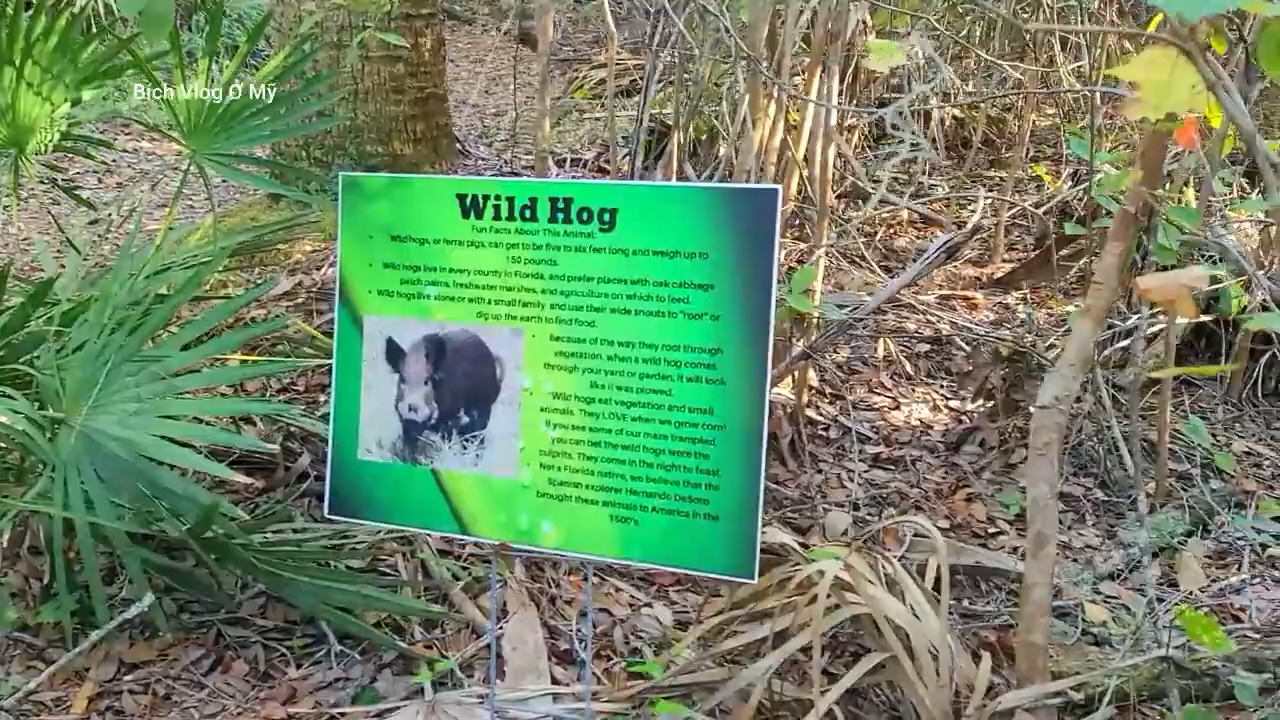 Bich Vlog Ở Mỹ
Wild Hog
Fun Facts About This Animal:
• Wild hogs, or ferral pigs, can get to be five to six feet long and weigh up to
150 pounds.
• Wild hogs live in every county in Florida, and prefer places with oak cabbage
patch palms, freshwater marshes, and agriculture on which to feed.
• Wild hogs live alone or with a small family and use their wide snouts to "root" or
dig up the earth to find food.
• Because of the way they root through
vegetation, when a wild hog comes
through your yard or garden, it will look
like it was plowed.
• "Wild hogs eat vegetation and small
animals. They LOVE when we grow corn!
If you see some of our maze trampled,
you can bet the wild hogs were the
culprits. They come in the night to feast.
Not a Florida native, we believe that the
Spanish explorer Hernando DeSoto
brought these animals to America in the
1500's.